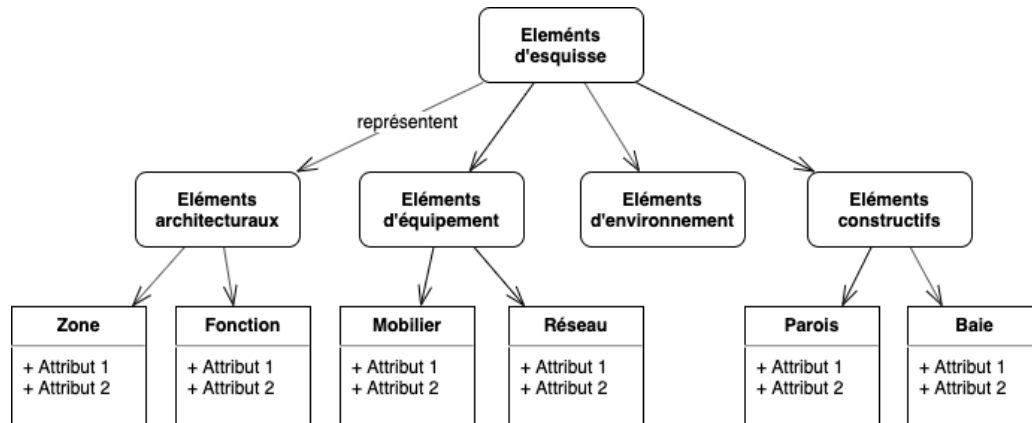 Eleménts
d'esquisse
représentent
Eléments
architecturaux
Eléments
d'équipement
Eléments
d'environnement
Eléments
constructifs
Zone
+ Attribut 1
+ Attribut 2
Fonction
+ Attribut 1
+ Attribut 2
Mobilier
+ Attribut 1
+ Attribut 2
Réseau
+ Attribut 1
+ Attribut 2
Parois
+ Attribut 1
+ Attribut 2
Baie
+ Attribut 1
+ Attribut 2